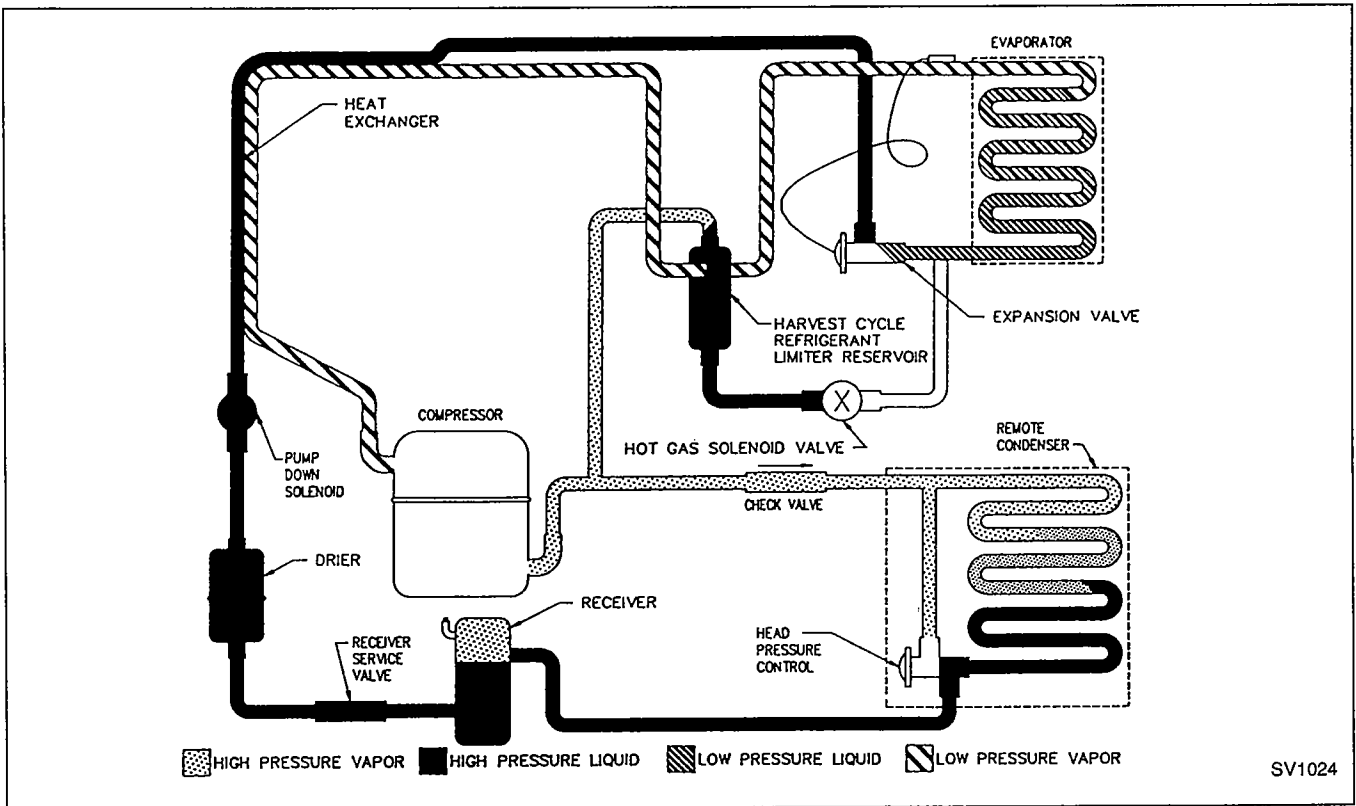 EVAPORATOR
HEAT
EXCHANGER
EXPANSION VALVE
HARVEST CYCLE
REFRIGERANT
LIMITER RESERVOIR
X
HOT GAS SOLENOID VALVE
COMPRESSOR
PUMP
DOWN
SOLENOID
REMOTE
CONDENSER
CHECK VALVE
DRIER
RECEIVER
RECEIVER
SERVICE
VALVE
HEAD
PRESSURE
CONTROL
HIGH PRESSURE VAPOR HIGH PRESSURE LIQUID LOW PRESSURE LIQUID LOW PRESSURE VAPOR
SV1024